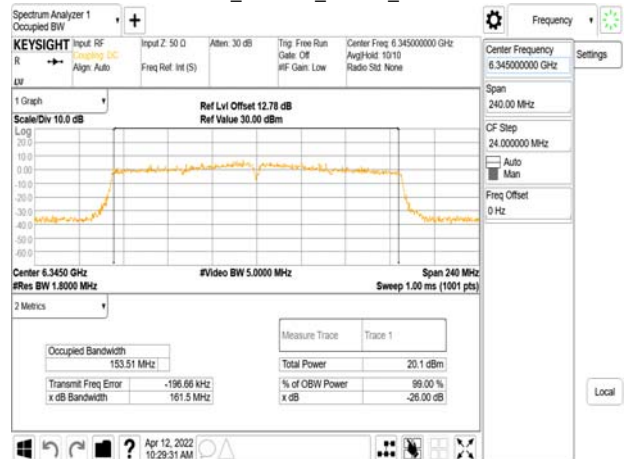 Spectrum Analyzer 1
Occupied BW
Frequency
KEYSIGHT Input: RF Input Z: 50 Ω Atten: 30 dB Trig: Free Run Center Freq: 6.345000000 GHz
R Coupling: DC Gate: Off Avg|Hold: 10/10
Align: Auto Freq Ref: Int (S) #IF Gain: Low Radio Std: None
Center Frequency
6.345000000 GHz
Settings
Span
240.00 MHz
CF Step
24.000000 MHz
Auto
Man
Freq Offset
0 Hz
Local
1 Graph
Ref Lvl Offset 12.78 dB
Scale/Div 10.0 dB Ref Value 30.00 dBm
Log
20.0
10.0
0.00
-10.0
-20.0
-30.0
-40.0
-50.0
-60.0
Center 6.3450 GHz #Video BW 5.0000 MHz Span 240 MHz
#Res BW 1.8000 MHz Sweep 1.00 ms (1001 pts)
2 Metrics
Measure Trace Trace 1
Occupied Bandwidth
153.51 MHz Total Power 20.1 dBm
Transmit Freq Error -196.66 kHz % of OBW Power 99.00 %
x dB Bandwidth 161.5 MHz x dB -26.00 dB
? Apr 12, 2022
10:29:31 AM